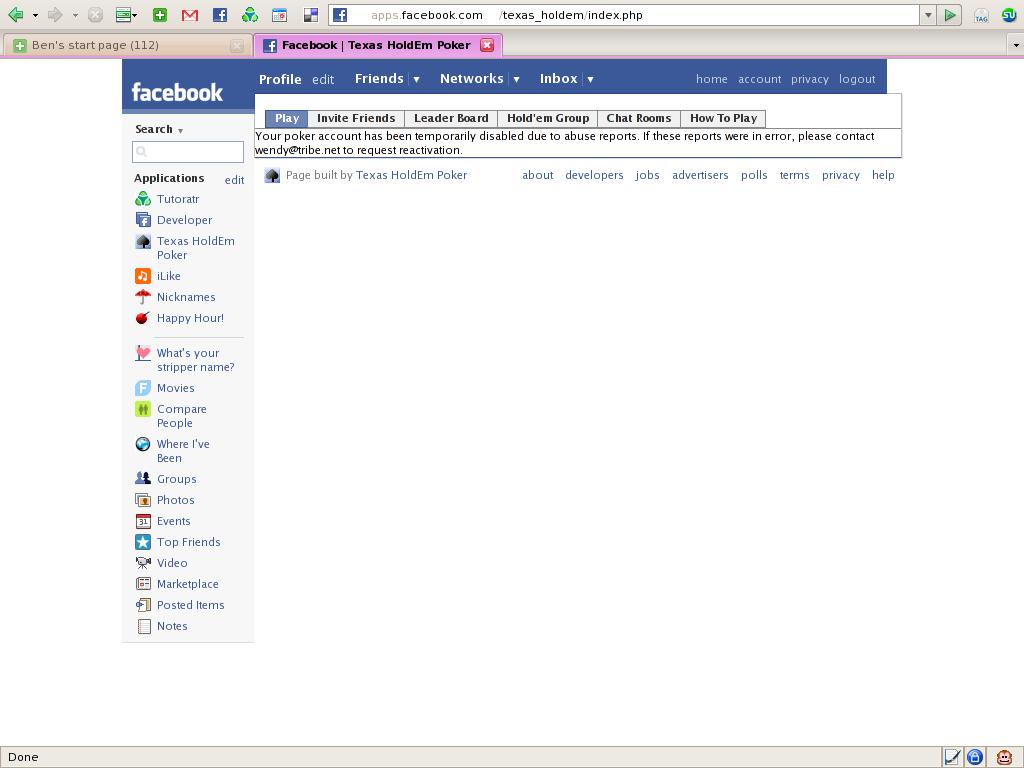 apps.facebook.com /texas_holdem/index.php
TAG
Ben's start page (112)
Facebook | Texas HoldEm Poker
facebook
Profile edit Friends Networks Inbox home account privacy logout
Play Invite Friends Leader Board Hold'em Group Chat Rooms How To Play
Your poker account has been temporarily disabled due to abuse reports. If these reports were in error, please contact
wendy@tribe.net to request reactivation.
Page built by Texas HoldEm Poker about developers jobs advertisers polls terms privacy help
Search
Applications edit
Tutoratr
Developer
Texas HoldEm
Poker
iLike
Nicknames
Happy Hour!
What's your
stripper name?
Movies
Compare
People
Where I've
Been
Groups
Photos
31
Events
Top Friends
Video
Marketplace
Posted Items
Notes
Done